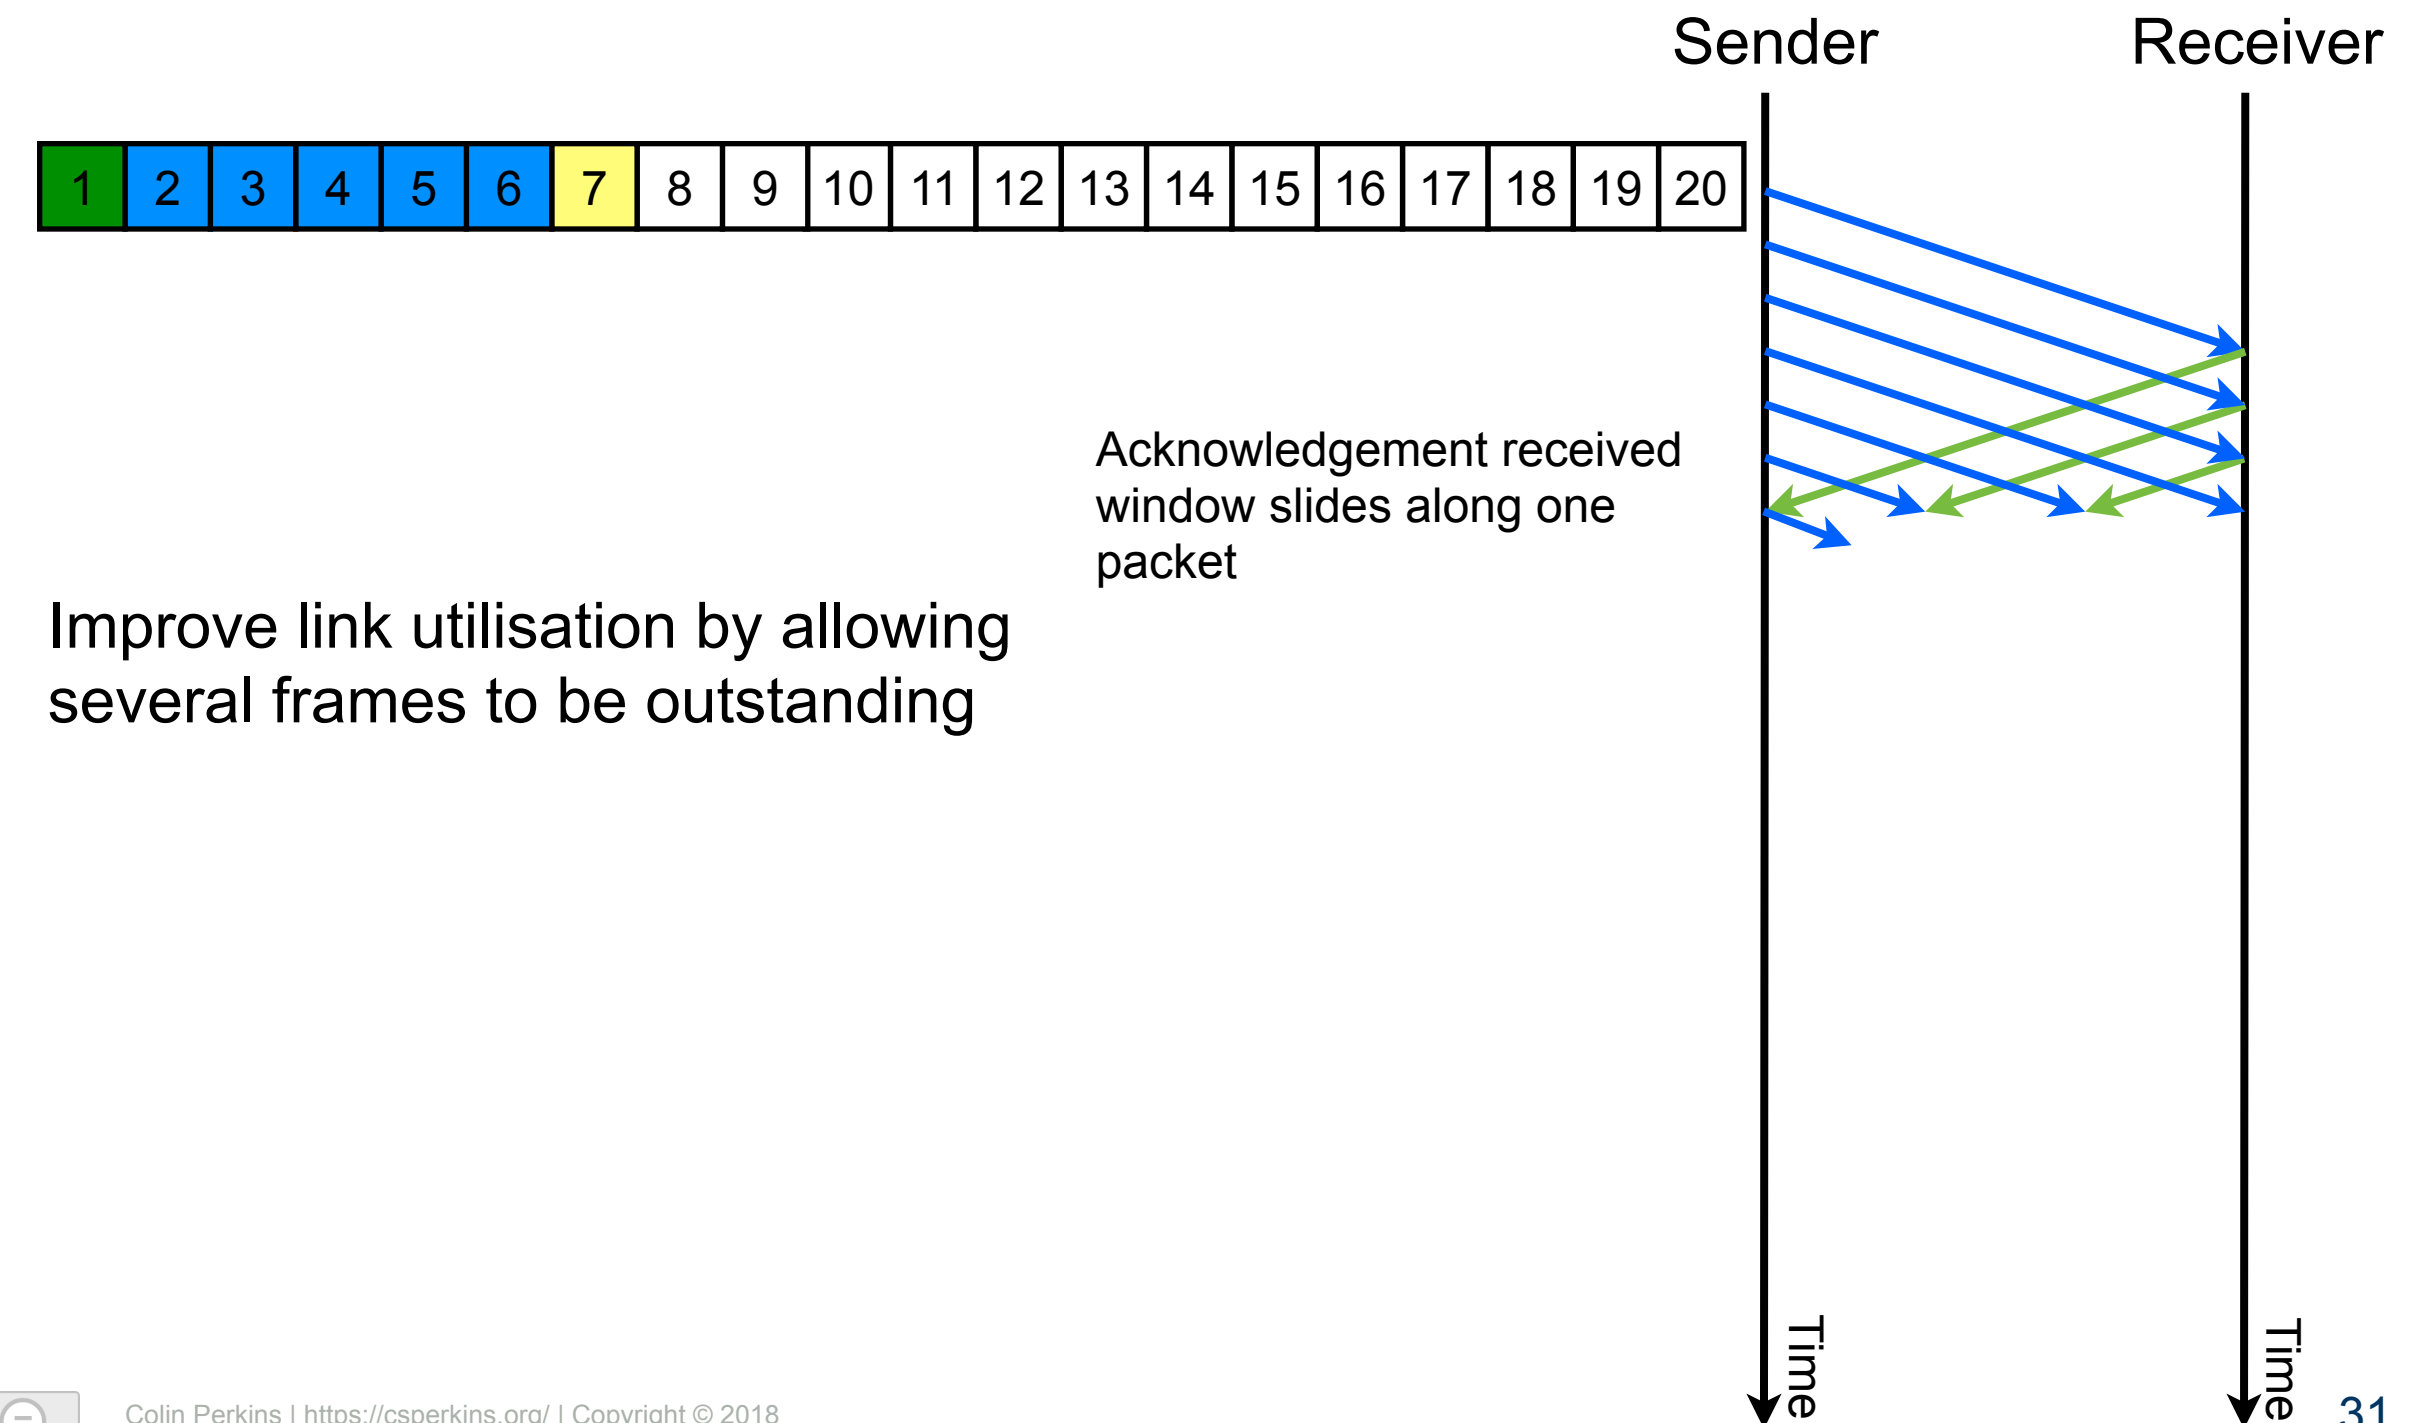 Sender Receiver
1 2 3 4 5 6 7 8 9 10 11 12 13 14 15 16 17 18 19 20
Acknowledgement received
window slides along one
packet
Improve link utilisation by allowing
several frames to be outstanding
Time Time
Colin Perkins | https://csperkins.org/ | Copyright © 2018
31